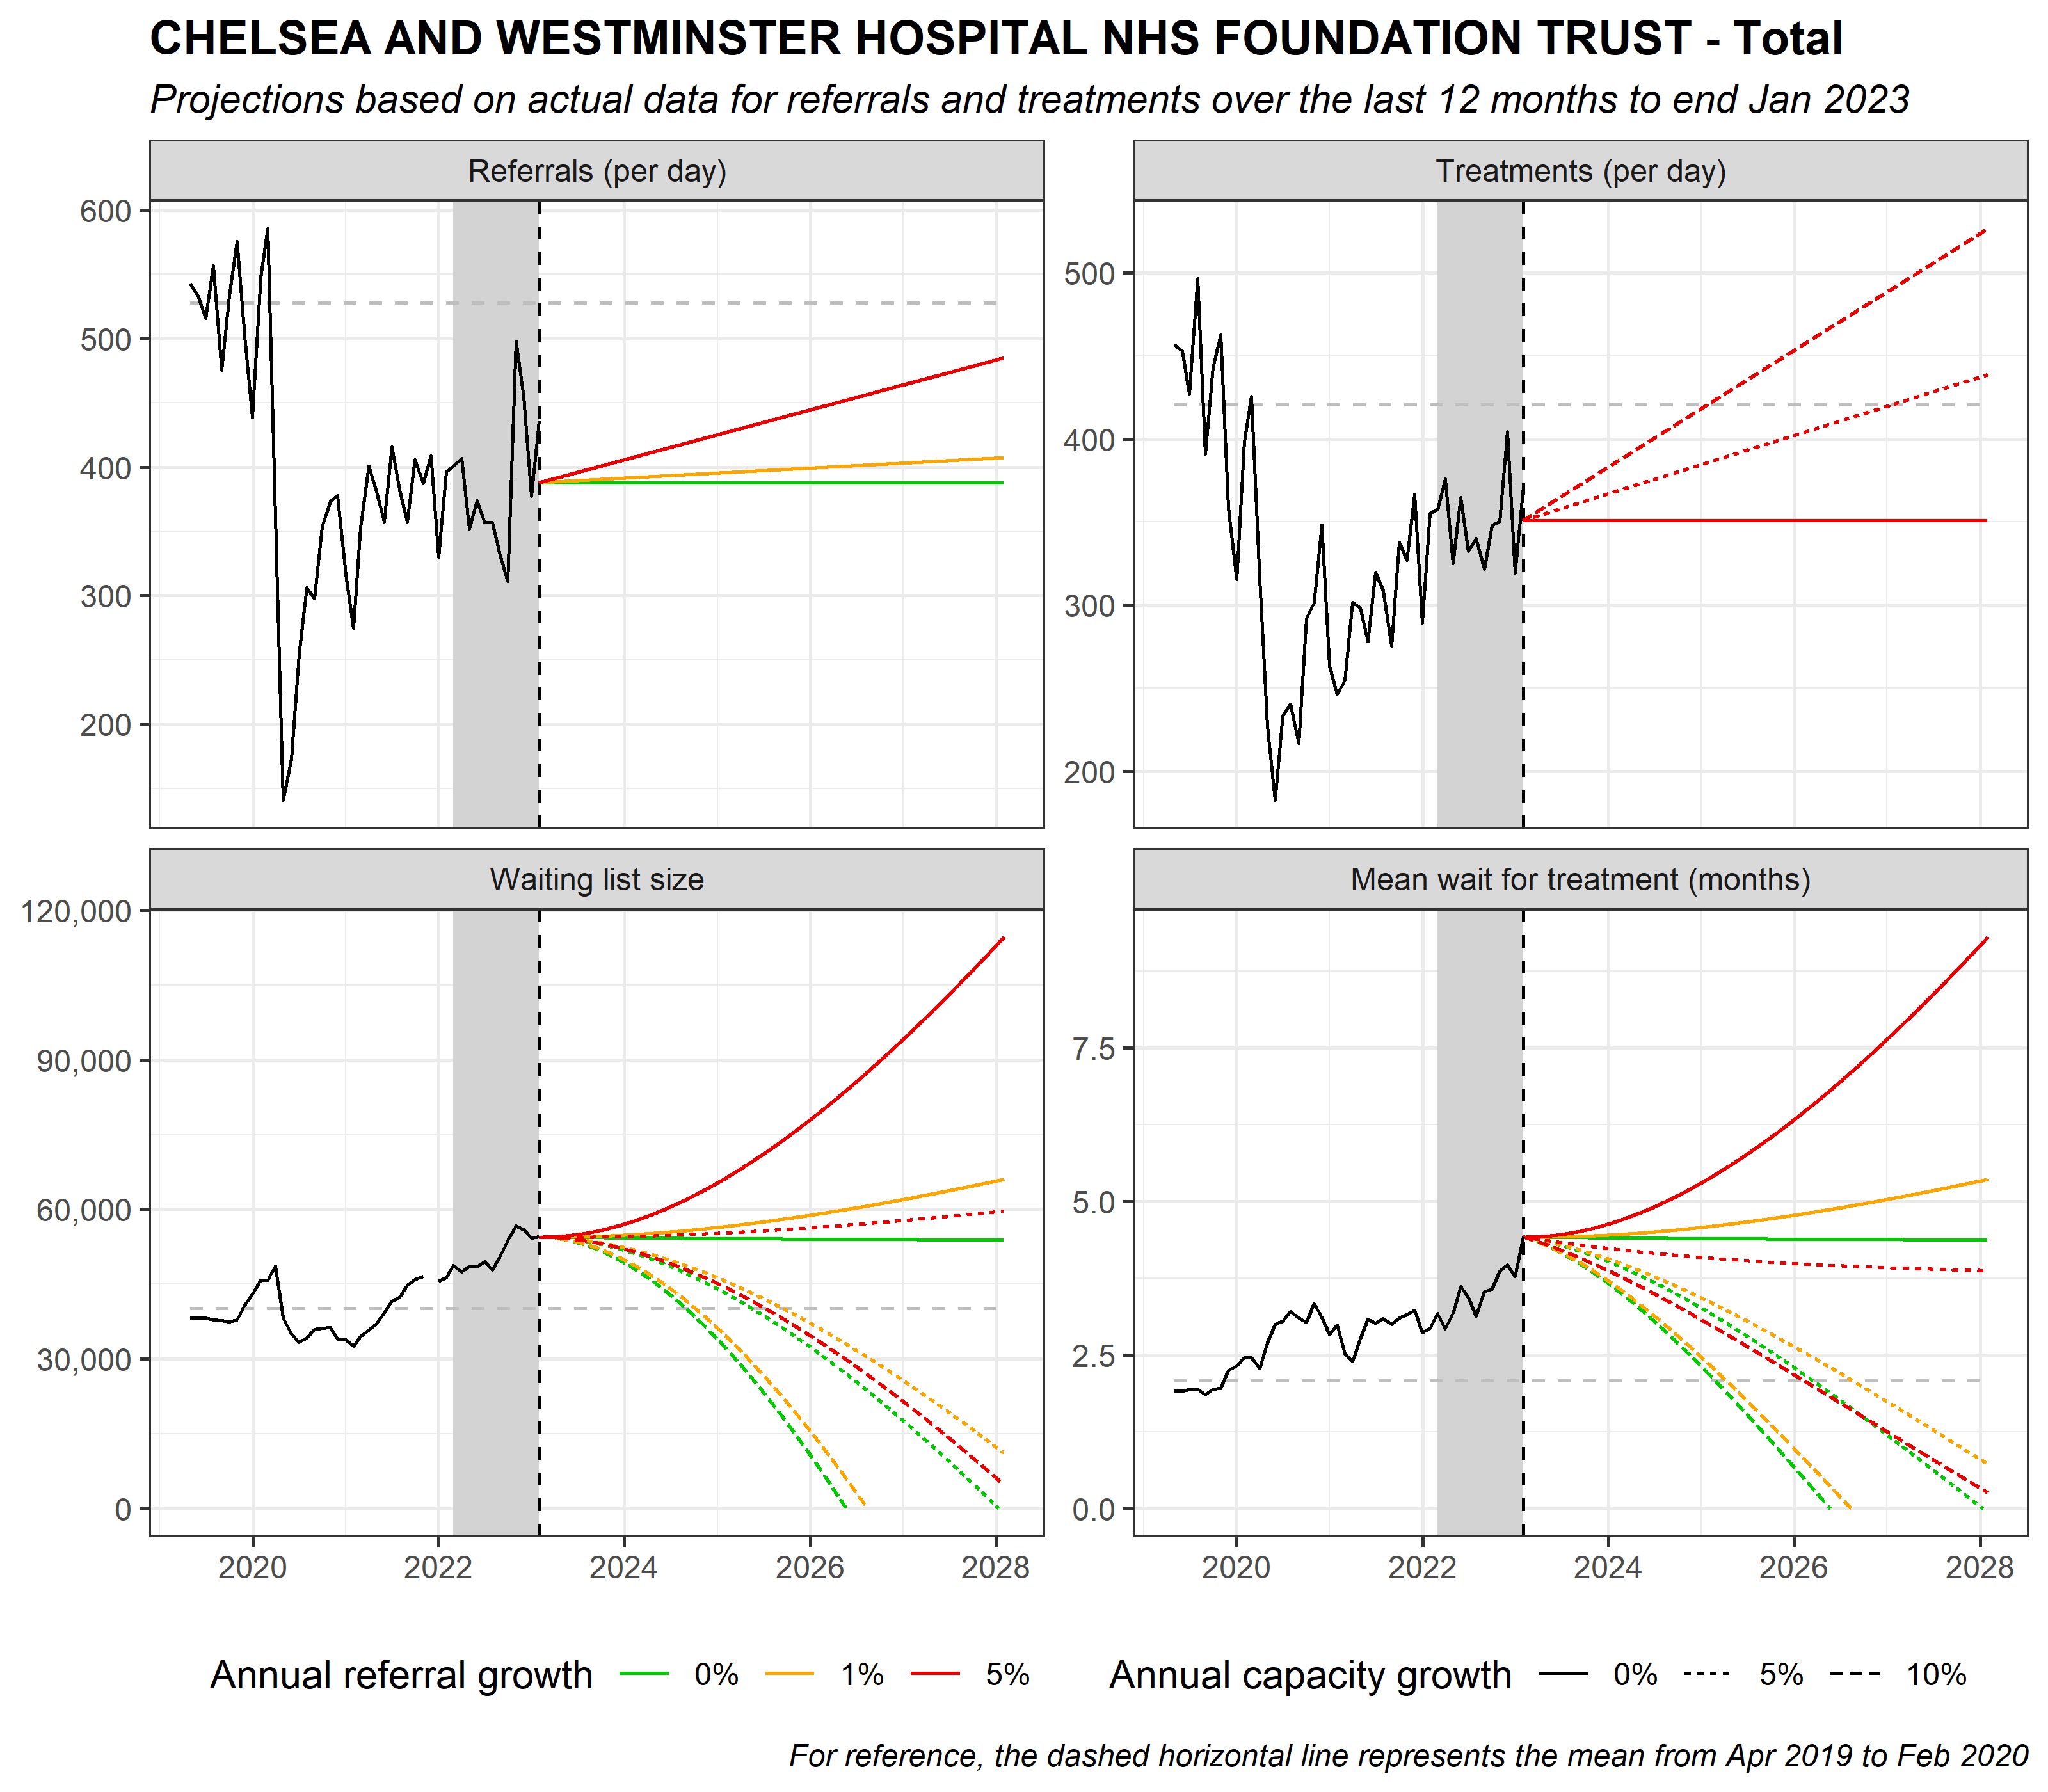 CHELSEA AND WESTMINSTER HOSPITAL NHS FOUNDATION TRUST - Total
Projections based on actual data for referrals and treatments over the last 12 months to end Jan 2023
Referrals (per day)
600
500
400
300
200
Treatments (per day)
500
400
300
200
Waiting list size
120,000
90,000
60,000
30,000
0
2020 2022 2024 2026 2028
Mean wait for treatment (months)
7.5
5.0
2.5
0.0
2020 2022 2024 2026 2028
Annual referral growth 0% 1% 5%
Annual capacity growth 0% 5% 10%
For reference, the dashed horizontal line represents the mean from Apr 2019 to Feb 2020